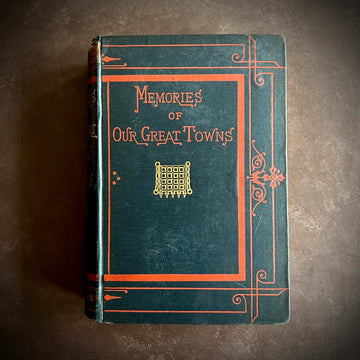 Memories
of
Our Great Towns